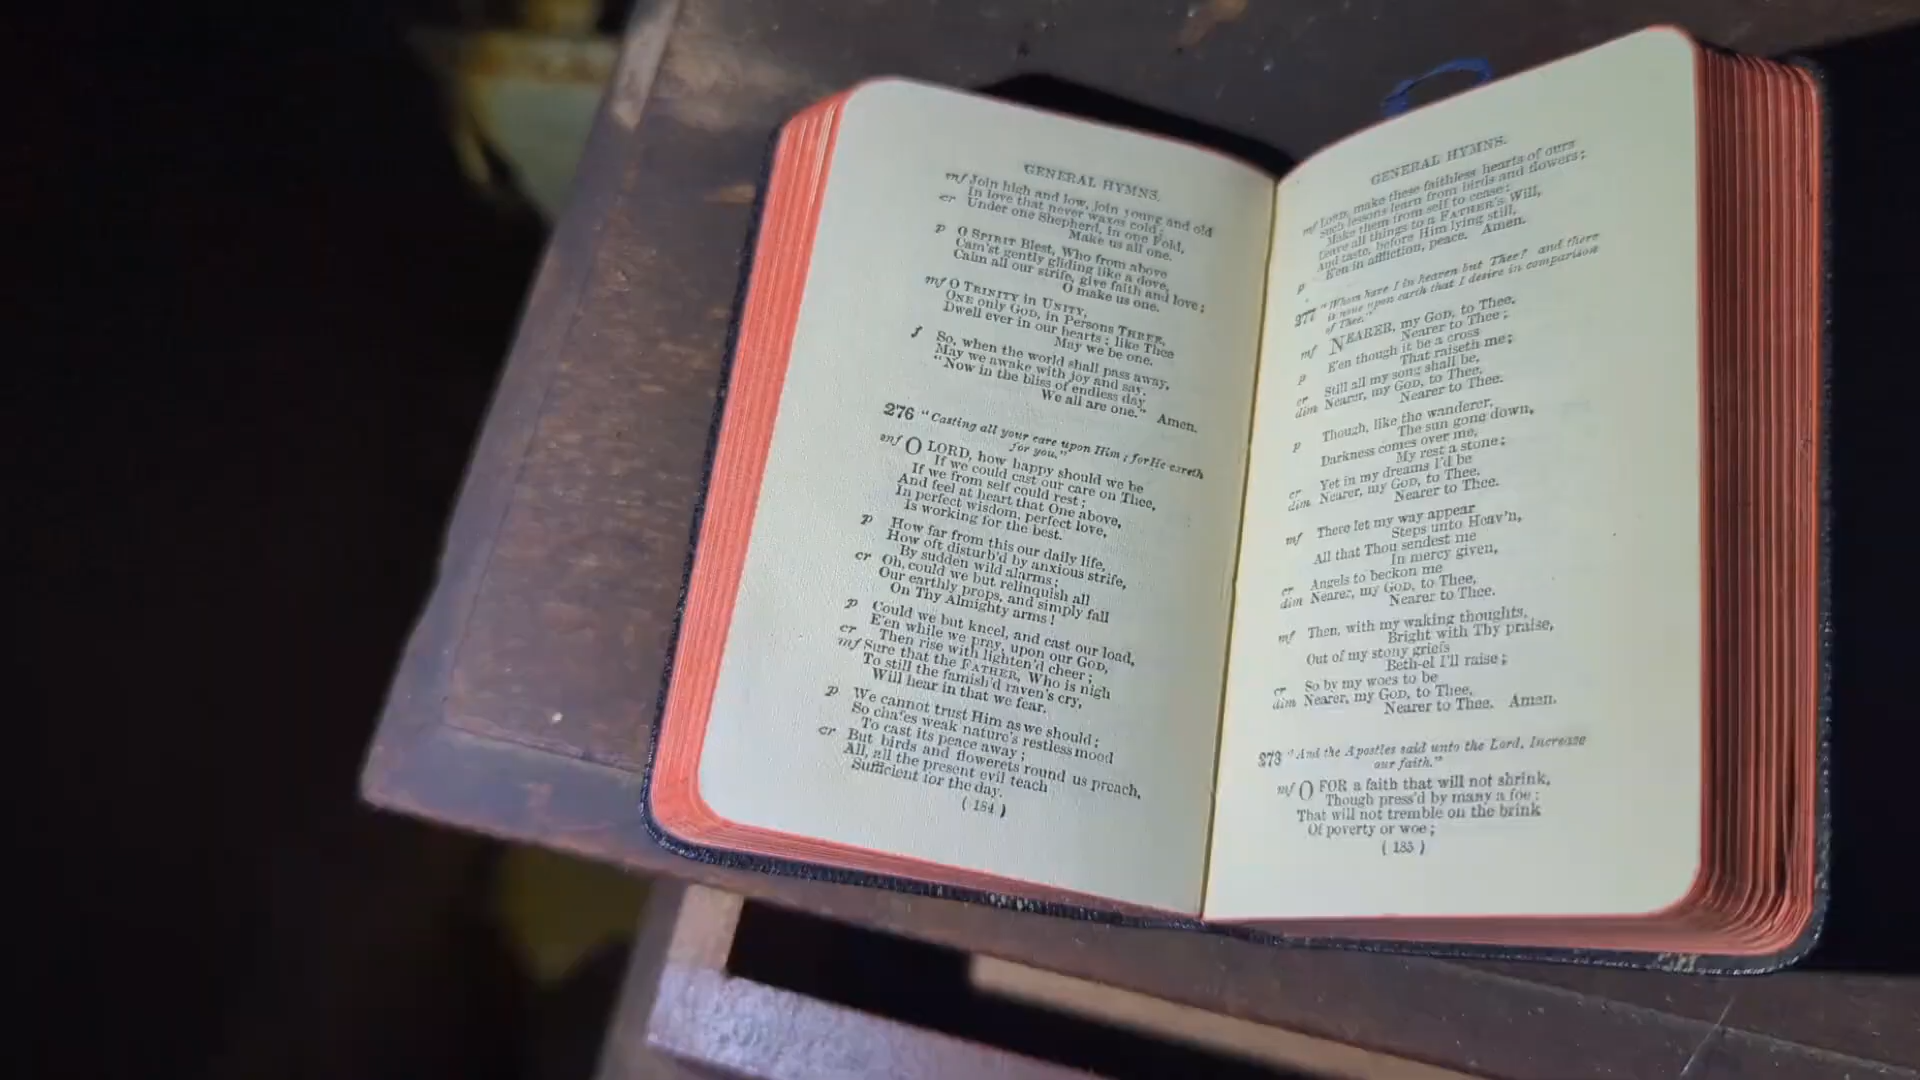 GENERAL HYMNS.
mf Join high and low, join young and old
In love that never waxes cold;
cr Under one Shepherd, in one Fold,
Make us all one.
p O SPIRIT Blest, Who from above
Cam'st gently gliding like a dove,
Calm all our strife, give faith and love;
O make us one.
mf O TRINITY in UNITY,
ONE only GOD, in Persons THREE,
Dwell ever in our hearts; like Thee
May we be one.
f So, when the world shall pass away,
May we awake with joy and say,
"Now in the bliss of endless day
We all are one." Amen.
276 "Casting all your care upon Him; for He careth
for you."
mf O LORD, how happy should we be
If we could cast our care on Thee,
If we from self could rest;
And feel at heart that One above,
In perfect wisdom, perfect love,
Is working for the best.
p How far from this our daily life,
How oft disturb'd by anxious strife,
By sudden wild alarms;
cr Oh, could we but relinquish all
Our earthly props, and simply fall
On Thy Almighty arms!
p Could we but kneel, and cast our load,
E'en while we pray, upon our GOD,
cr Then rise with lighten'd cheer;
mf Sure that the FATHER, Who is nigh
To still the famish'd raven's cry,
Will hear in that we fear.
p We cannot trust Him as we should;
So chafes weak nature's restless mood
To cast its peace away;
cr But birds and flowerets round us preach,
All, all the present evil teach
Sufficient for the day.
( 184 )
GENERAL HYMNS.
mf LORD, make these faithless hearts of ours
Such lessons learn from birds and flowers;
Make them from self to cease;
Leave all things to a FATHER'S Will,
And taste, before Him lying still,
p E'en in affliction, peace. Amen.
277 "Whom have I in heaven but Thee? and there
is none upon earth that I desire in comparison
of Thee."
mf NEARER, my GOD, to Thee,
Nearer to Thee;
p E'en though it be a cross
That raiseth me;
cr Still all my song shall be,
dim Nearer, my GOD, to Thee,
Nearer to Thee.
p Though, like the wanderer,
The sun gone down,
Darkness comes over me,
My rest a stone;
cr Yet in my dreams I'd be
dim Nearer, my GOD, to Thee,
Nearer to Thee.
mf There let my way appear
Steps unto Heav'n,
All that Thou sendest me
In mercy given,
cr Angels to beckon me
dim Nearer, my GOD, to Thee,
Nearer to Thee.
mf Then, with my waking thoughts,
Bright with Thy praise,
Out of my stony griefs
Beth-el I'll raise;
cr So by my woes to be
dim Nearer, my GOD, to Thee,
Nearer to Thee. Amen.
278 "And the Apostles said unto the Lord, Increase
our faith."
mf O FOR a faith that will not shrink,
Though press'd by many a foe;
That will not tremble on the brink
Of poverty or woe;
( 185 )